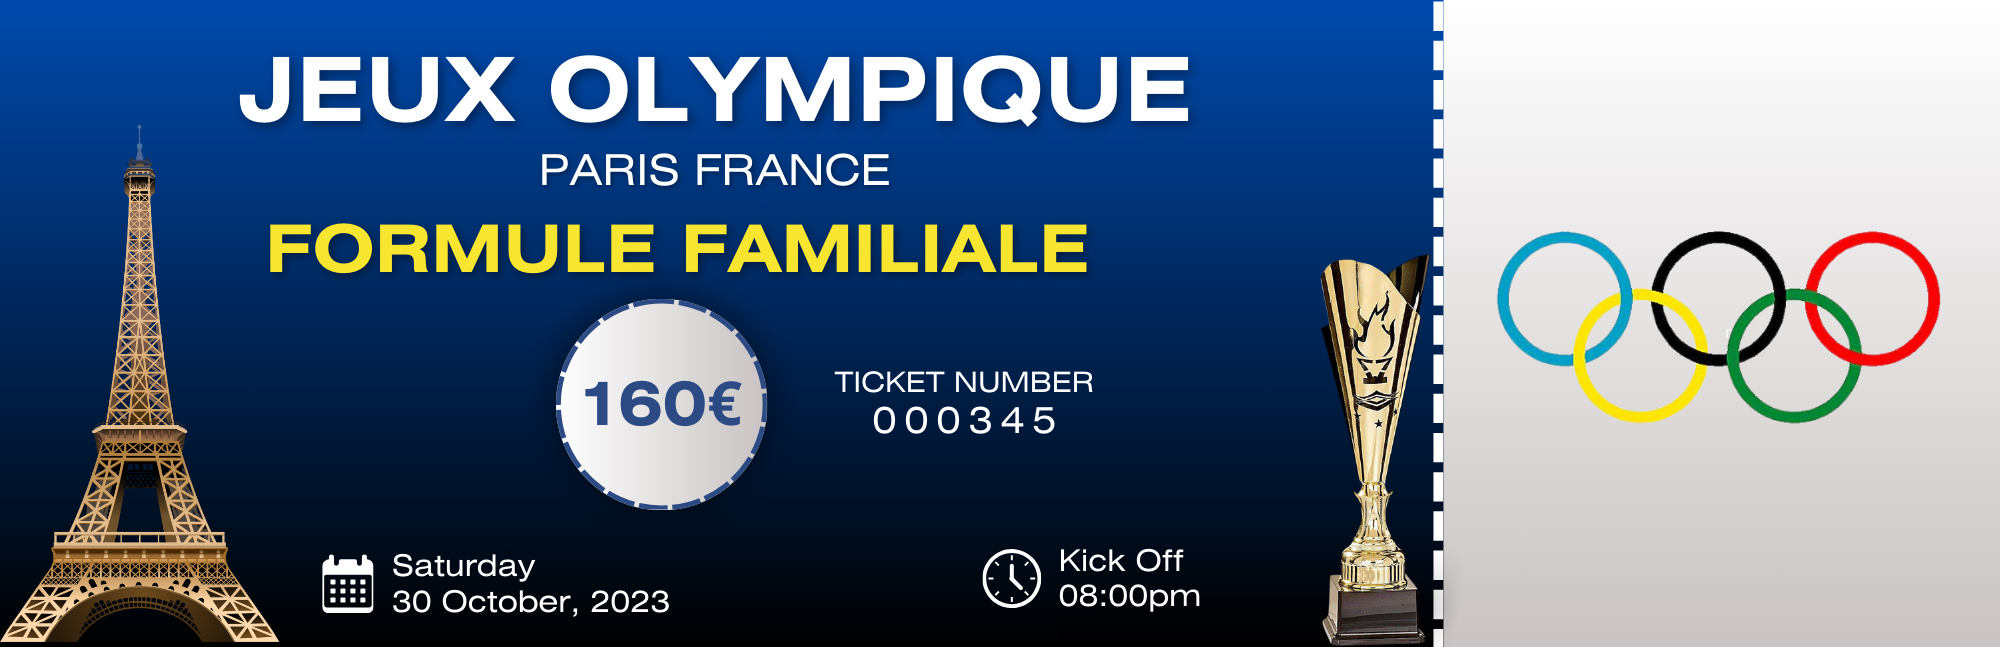 JEUX OLYMPIQUE
PARIS FRANCE
FORMULE FAMILIALE
160€
TICKET NUMBER
000345
Saturday
30 October, 2023
Kick Off
08:00pm